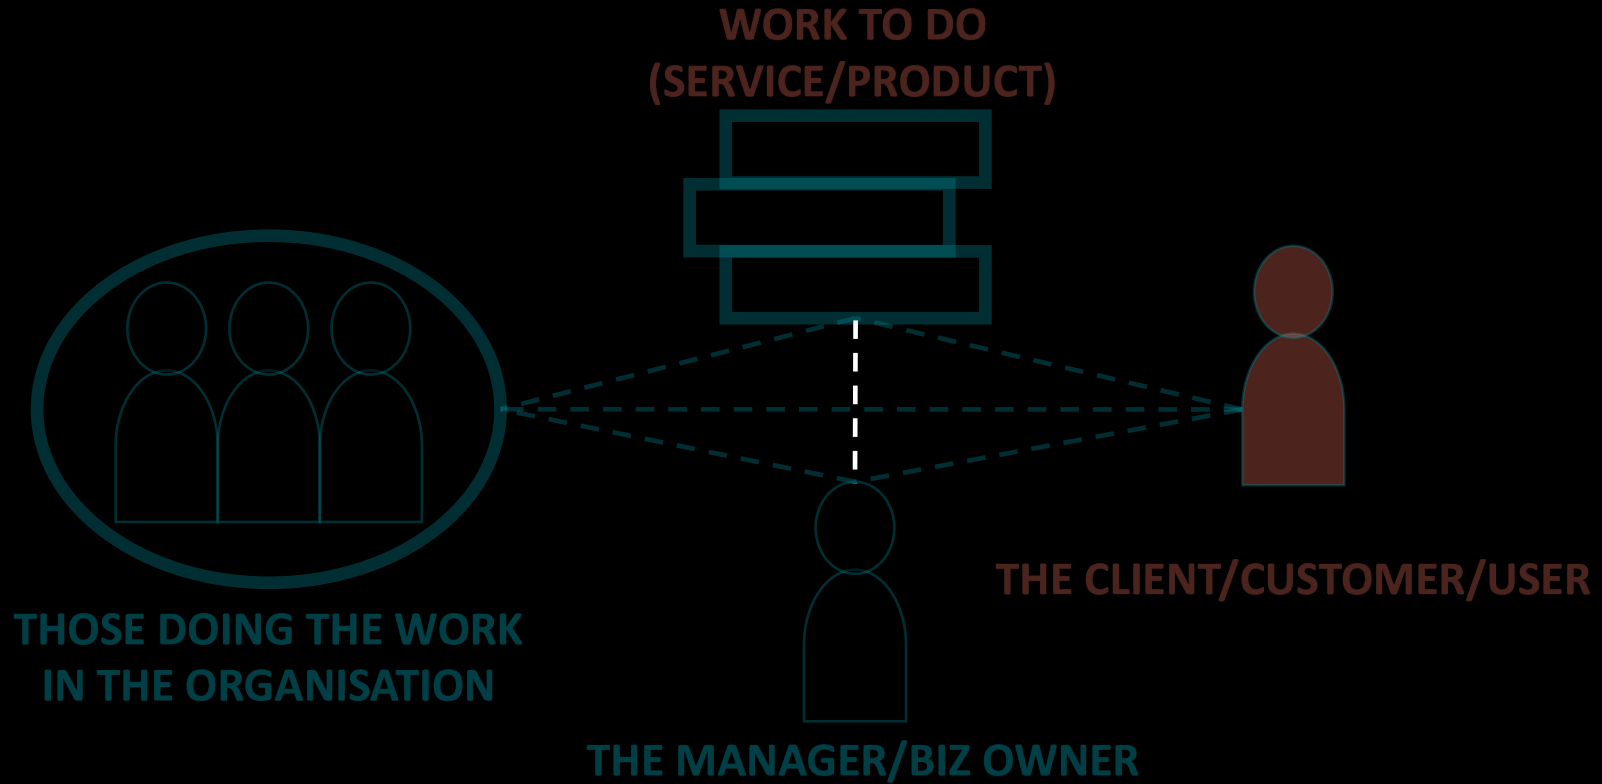 WORK TO DO
(SERVICE/PRODUCT)
THE CLIENT/CUSTOMER/USER
THOSE DOING THE WORK
IN THE ORGANISATION
THE MANAGER/BIZ OWNER